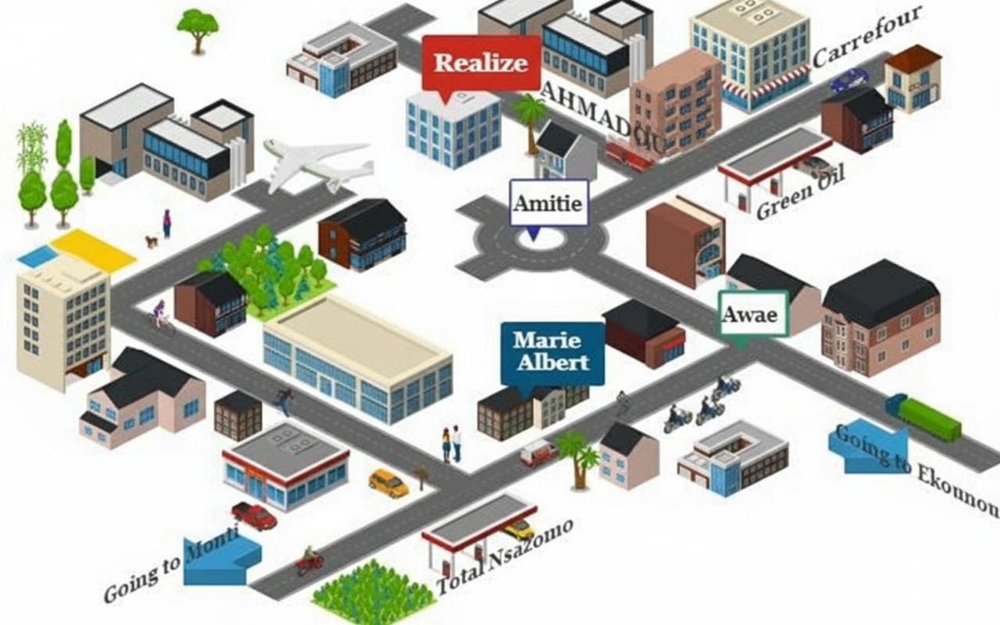 Carrefour
Realize
AHMADOU
Green Oil
Amitie
Awae
Marie
Albert
Going to Ekounou
Going to Monti
Total Nsazomo